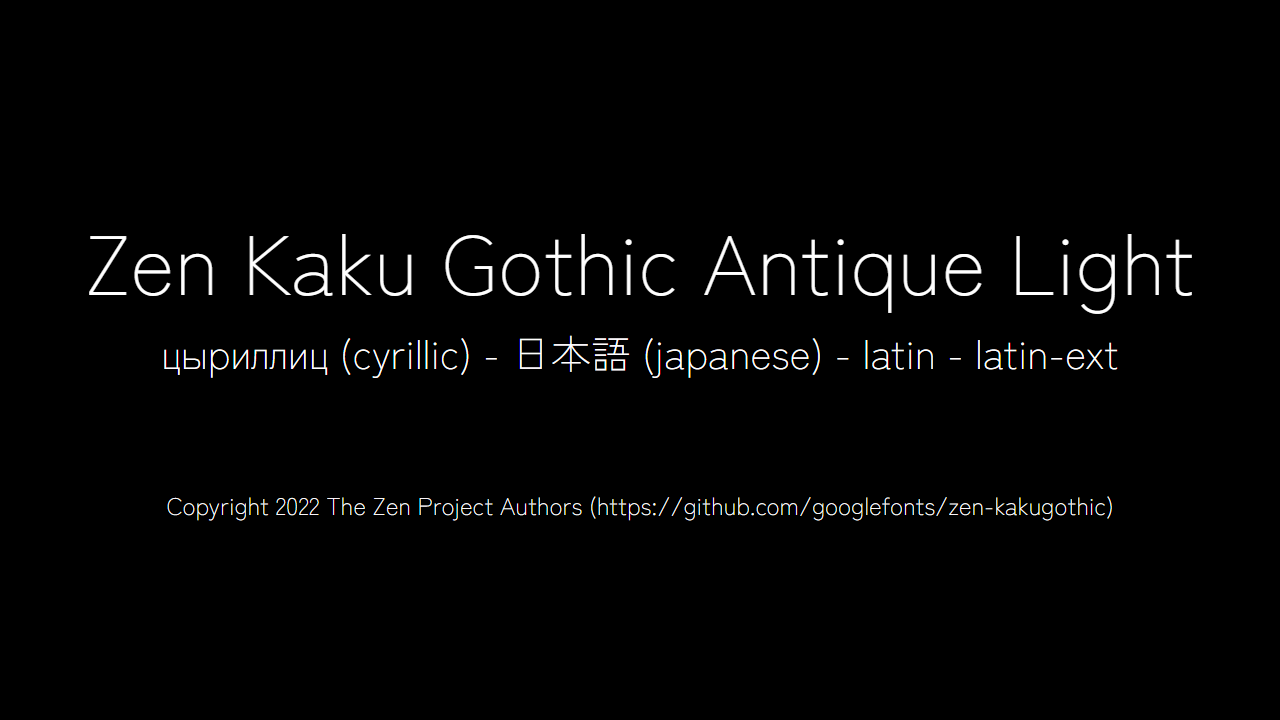 Zen Kaku Gothic Antique Light
цыриллиц (cyrillic) - 日本語 (japanese) - latin - latin-ext
Copyright 2022 The Zen Project Authors (https://github.com/googlefonts/zen-kakugothic)